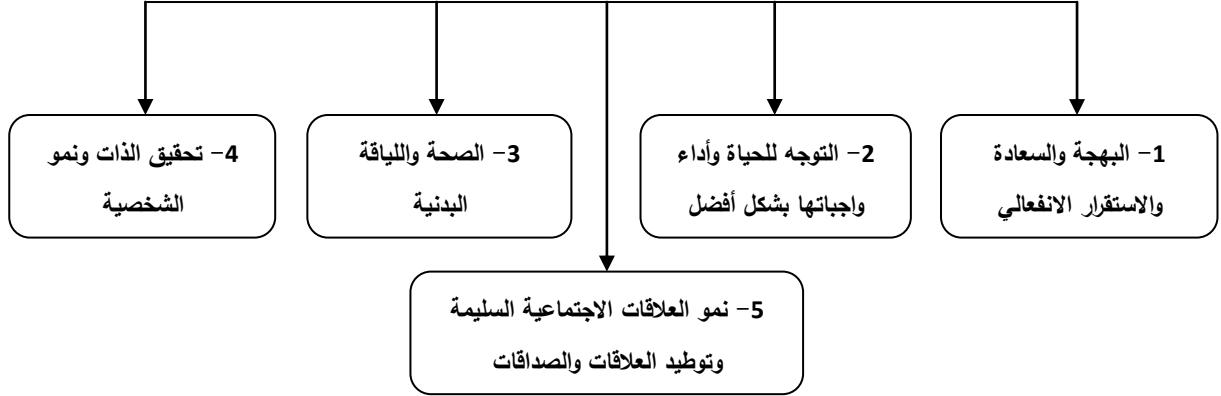 1- البهجة والسعادة
والاستقرار الانفعالي
2- التوجه للحياة وأداء
واجباتها بشكل أفضل
3- الصحة واللياقة
البدنية
4- تحقيق الذات ونمو
الشخصية
5- نمو العلاقات الاجتماعية السليمة
وتوطيد العلاقات والصداقات